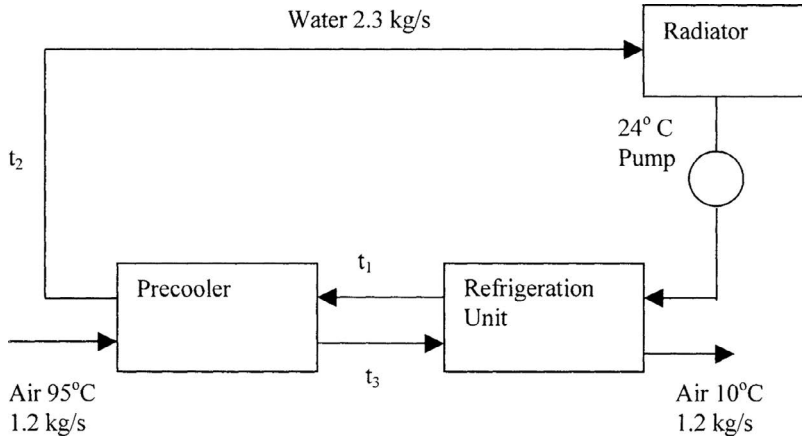 Water 2.3 kg/s
Radiator
24° C
Pump
t₂
t₁
Precooler
Refrigeration
Unit
t₃
Air 95°C
1.2 kg/s
Air 10°C
1.2 kg/s